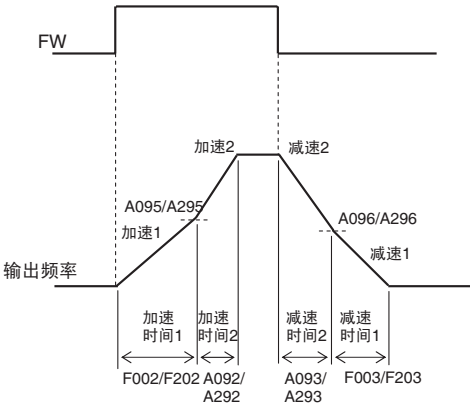 FW
加速2
减速2
A095/A295
A096/A296
加速1
减速1
输出频率
加速
时间1
加速
时间2
减速
时间2
减速
时间1
F002/F202
A092/
A292
A093/
A293
F003/F203